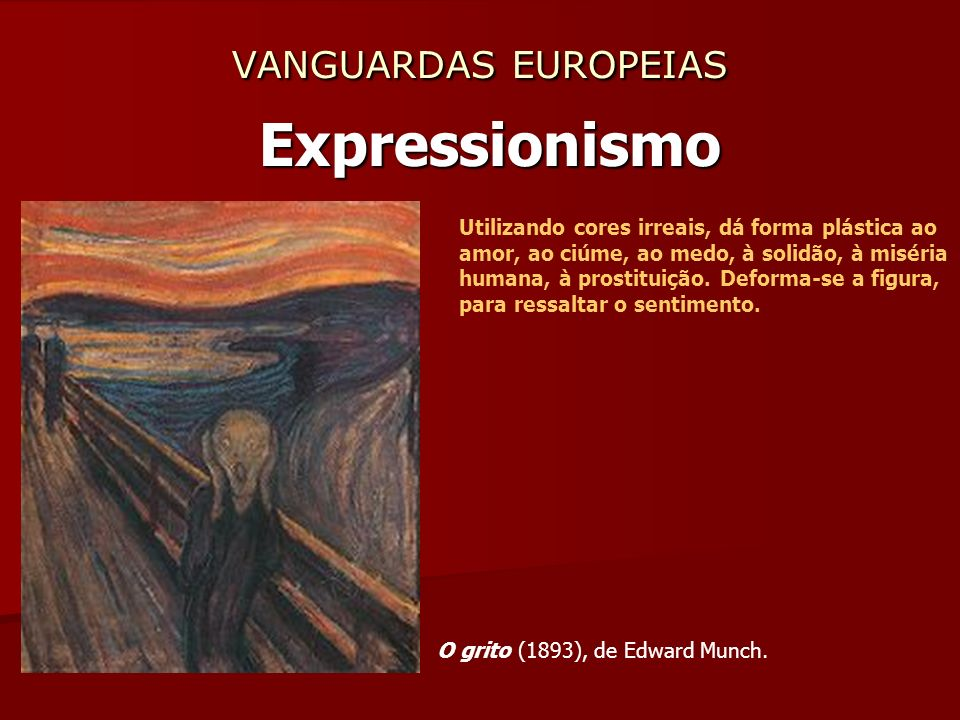 VANGUARDAS EUROPEIAS
Expressionismo
Utilizando cores irreais, dá forma plástica ao
amor, ao ciúme, ao medo, à solidão, à miséria
humana, à prostituição. Deforma-se a figura,
para ressaltar o sentimento.
O grito (1893), de Edward Munch.